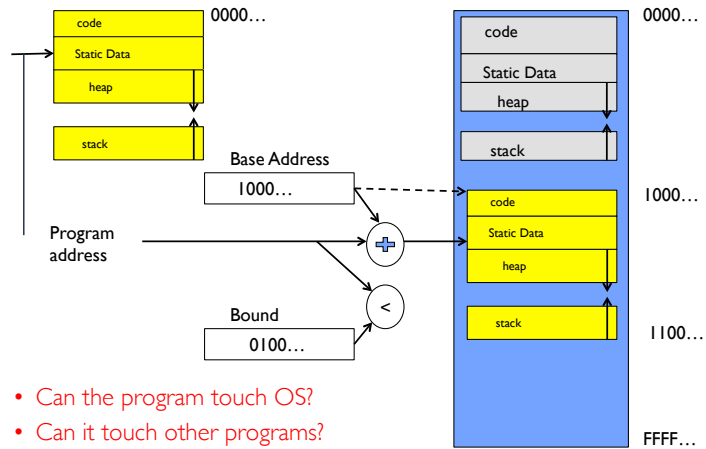 code
0000…
Static Data
heap
stack
0000…
code
Static Data
heap
stack
Base Address
1000…
1000…
code
Program
address
Static Data
heap
<
Bound
0100…
stack
1100…
• Can the program touch OS?
• Can it touch other programs?
FFFF…